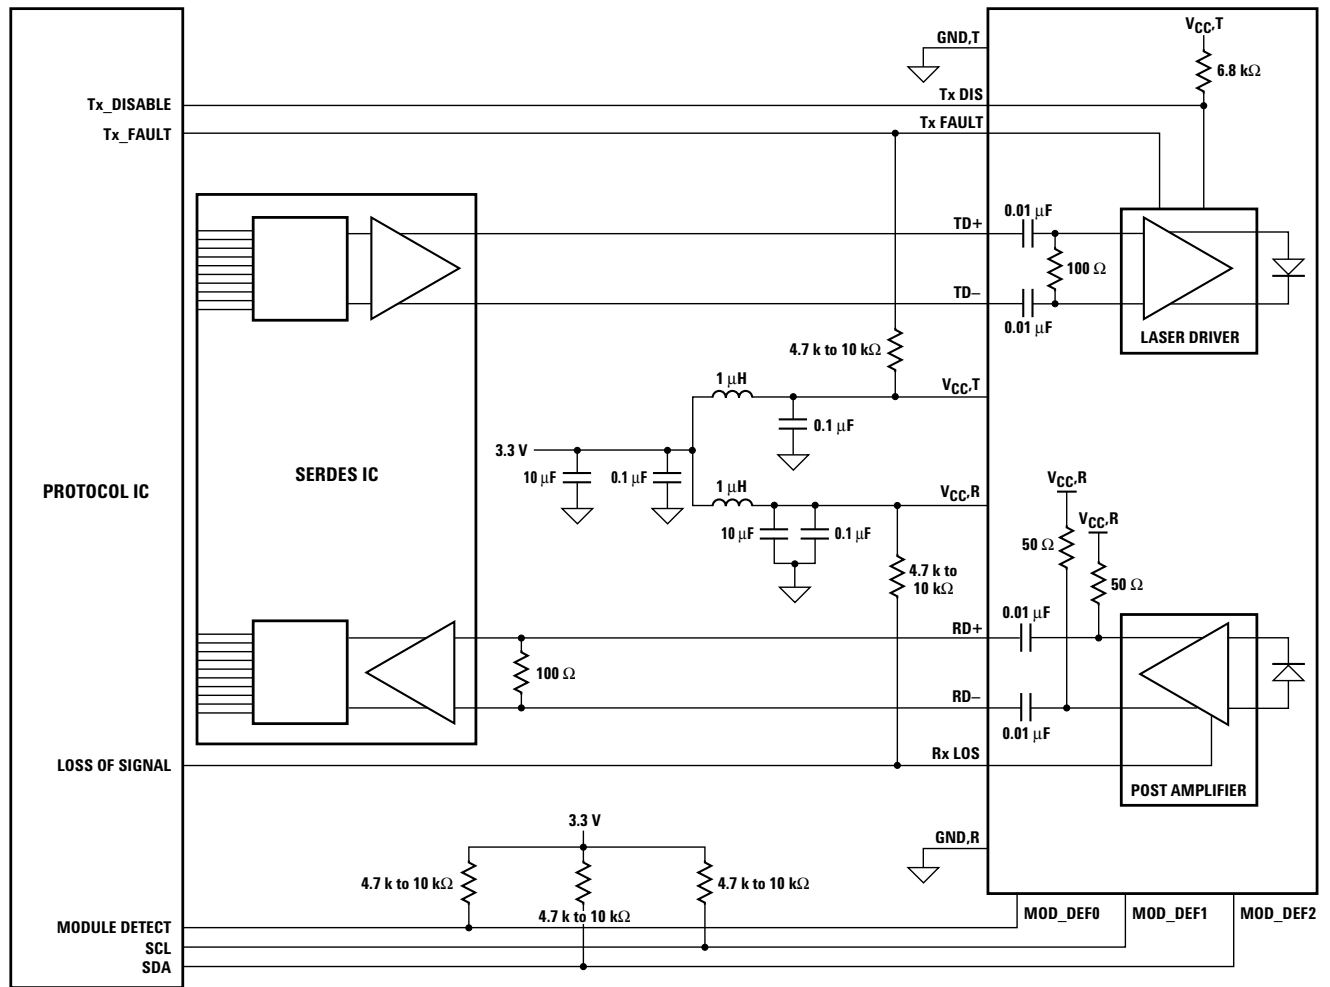 GND,T
VCC,T
6.8 kΩ
Tx_DISABLE
Tx DIS
Tx_FAULT
Tx FAULT
0.01 µF
TD+
100 Ω
TD–
0.01 µF
LASER DRIVER
4.7 k to 10 kΩ
1 µH
VCC,T
0.1 µF
3.3 V
SERDES IC
10 µF
0.1 µF
PROTOCOL IC
1 µH
VCC,R
VCC,R
VCC,R
10 µF
0.1 µF
50 Ω
4.7 k to
10 kΩ
50 Ω
0.01 µF
RD+
100 Ω
RD–
0.01 µF
LOSS OF SIGNAL
Rx LOS
POST AMPLIFIER
3.3 V
GND,R
4.7 k to 10 kΩ
4.7 k to 10 kΩ
4.7 k to 10 kΩ
MOD_DEF0
MOD_DEF1
MOD_DEF2
MODULE DETECT
SCL
SDA